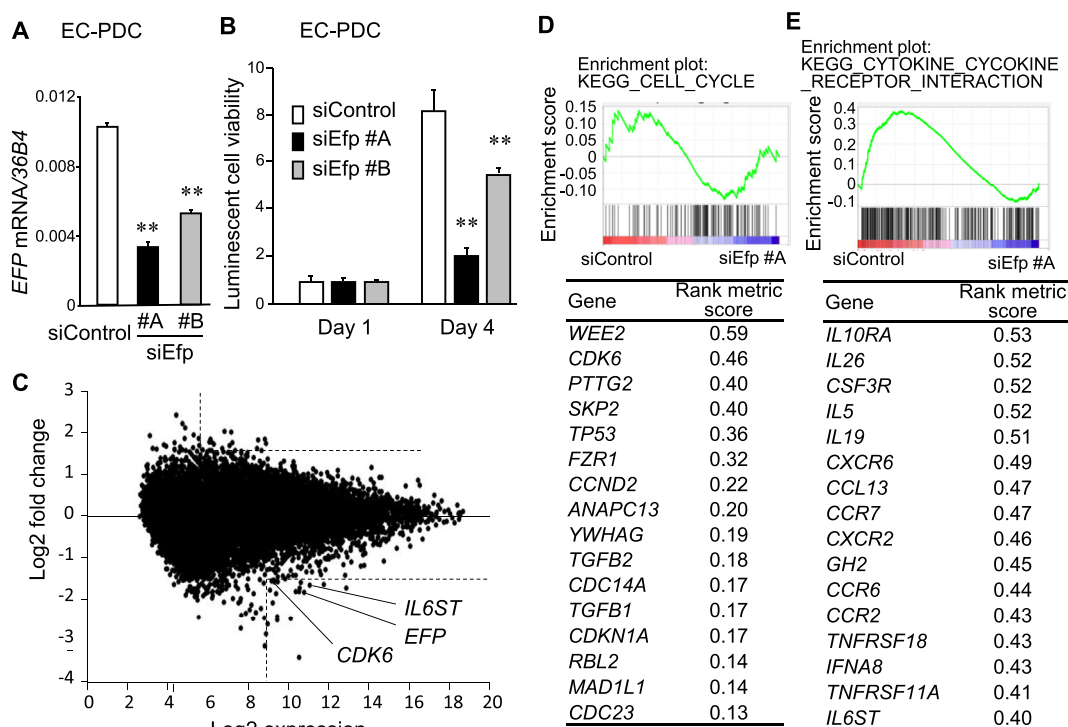 A EC-PDC
EFP mRNA/36B4
0.012
0.008
0.004
0
**
**
siControl #A #B
siEfp
B EC-PDC
Luminescent cell viability
10
8
6
4
2
0
siControl
siEfp #A
siEfp #B
**
**
Day 1 Day 4
C
Log2 fold change
3
2
1
0
-1
-2
-3
-4
IL6ST
EFP
CDK6
0 2 4 6 8 10 12 14 16 18 20
Log2 expression
D
Enrichment plot:
KEGG_CELL_CYCLE
Enrichment score
0.15
0.10
0
-0.10
siControl siEfp #A
Gene Rank metric
score
WEE2 0.59
CDK6 0.46
PTTG2 0.40
SKP2 0.40
TP53 0.36
FZR1 0.32
CCND2 0.22
ANAPC13 0.20
YWHAG 0.19
TGFB2 0.18
CDC14A 0.17
TGFB1 0.17
CDKN1A 0.17
RBL2 0.14
MAD1L1 0.14
CDC23 0.13
E
Enrichment plot:
KEGG_CYTOKINE_CYCOKINE
_RECEPTOR_INTERACTION
Enrichment score
0.4
0.3
0.2
0
-0.1
siControl siEfp #A
Gene Rank metric
score
IL10RA 0.53
IL26 0.52
CSF3R 0.52
IL5 0.52
IL19 0.51
CXCR6 0.49
CCL13 0.47
CCR7 0.47
CXCR2 0.46
GH2 0.45
CCR6 0.44
CCR2 0.43
TNFRSF18 0.43
IFNA8 0.43
TNFRSF11A 0.41
IL6ST 0.40